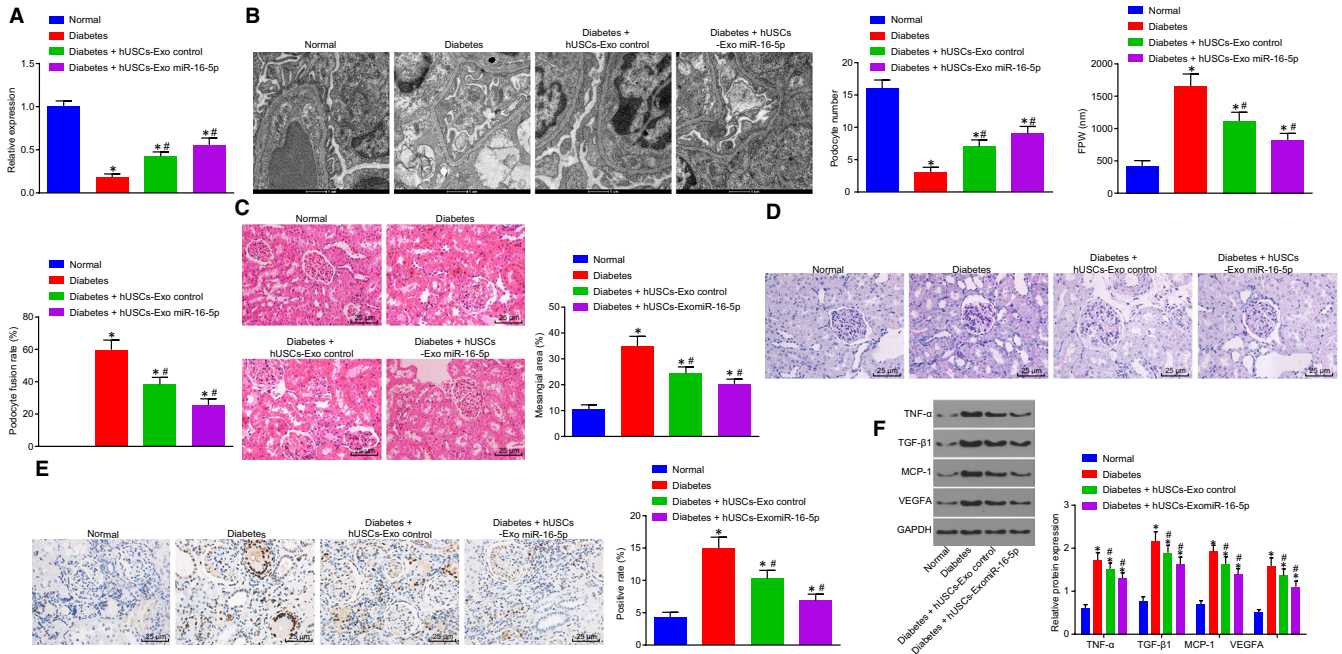 A
Normal
Diabetes
Diabetes + hUSCs-Exo control
Diabetes + hUSCs-Exo miR-16-5p
Relative expression
1.5
1.0
0.5
0.0
*
* #
* #
B
Normal
Diabetes
Diabetes +
hUSCs-Exo control
Diabetes + hUSCs
-Exo miR-16-5p
Normal
Diabetes
Diabetes + hUSCs-Exo control
Diabetes + hUSCs-Exo miR-16-5p
Podocyte number
20
15
10
5
0
*
*#
*#
Normal
Diabetes
Diabetes + hUSCs-Exo control
Diabetes + hUSCs-Exo miR-16-5p
FPW (nm)
2000
1500
1000
500
0
*
* #
* #
Normal
Diabetes
Diabetes + hUSCs-Exo control
Diabetes + hUSCs-Exo miR-16-5p
Podocyte fusion rate (%)
80
60
40
20
0
*
* #
* #
C
Normal
Diabetes
25 μm
25 μm
Diabetes +
hUSCs-Exo control
Diabetes + hUSCs
-Exo miR-16-5p
25 μm
25 μm
Normal
Diabetes
Diabetes + hUSCs-Exo control
Diabetes + hUSCs-ExomiR-16-5p
Mesangial area (%)
50
40
30
20
10
0
*
* #
* #
D
Normal
Diabetes
Diabetes +
hUSCs-Exo control
Diabetes + hUSCs
-Exo miR-16-5p
25 μm
25 μm
25 μm
25 μm
E
Normal
Diabetes
Diabetes +
hUSCs-Exo control
Diabetes + hUSCs
-Exo miR-16-5p
25 μm
25 μm
25 μm
25 μm
Normal
Diabetes
Diabetes + hUSCs-Exo control
Diabetes + hUSCs-ExomiR-16-5p
Positive rate (%)
20
15
10
5
0
*
* #
* #
F
TNF-α
TGF-β1
MCP-1
VEGFA
GAPDH
Normal
Diabetes
Diabetes + hUSCs-Exo control
Diabetes + hUSCs-ExomiR-16-5p
Normal
Diabetes
Diabetes + hUSCs-Exo control
Diabetes + hUSCs-ExomiR-16-5p
Relative protein expression
3
2
1
0
*
#
*
#
*
*
#
*
#
*
*
#
*
#
*
*
#
*
#
*
TNF-α
TGF-β1
MCP-1
VEGFA